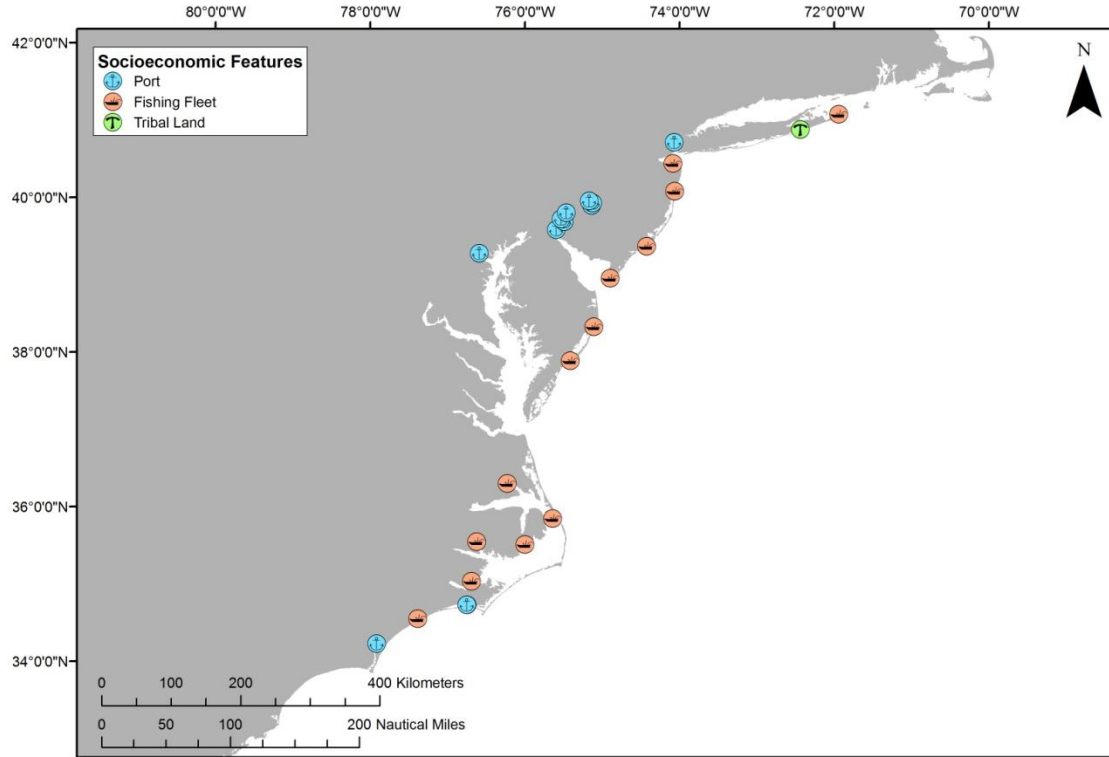 80°0'0"W 78°0'0"W 76°0'0"W 74°0'0"W 72°0'0"W 70°0'0"W
42°0'0"N
Socioeconomic Features
Port
Fishing Fleet
Tribal Land
N
40°0'0"N
38°0'0"N
36°0'0"N
34°0'0"N
0 100 200 400 Kilometers
0 50 100 200 Nautical Miles